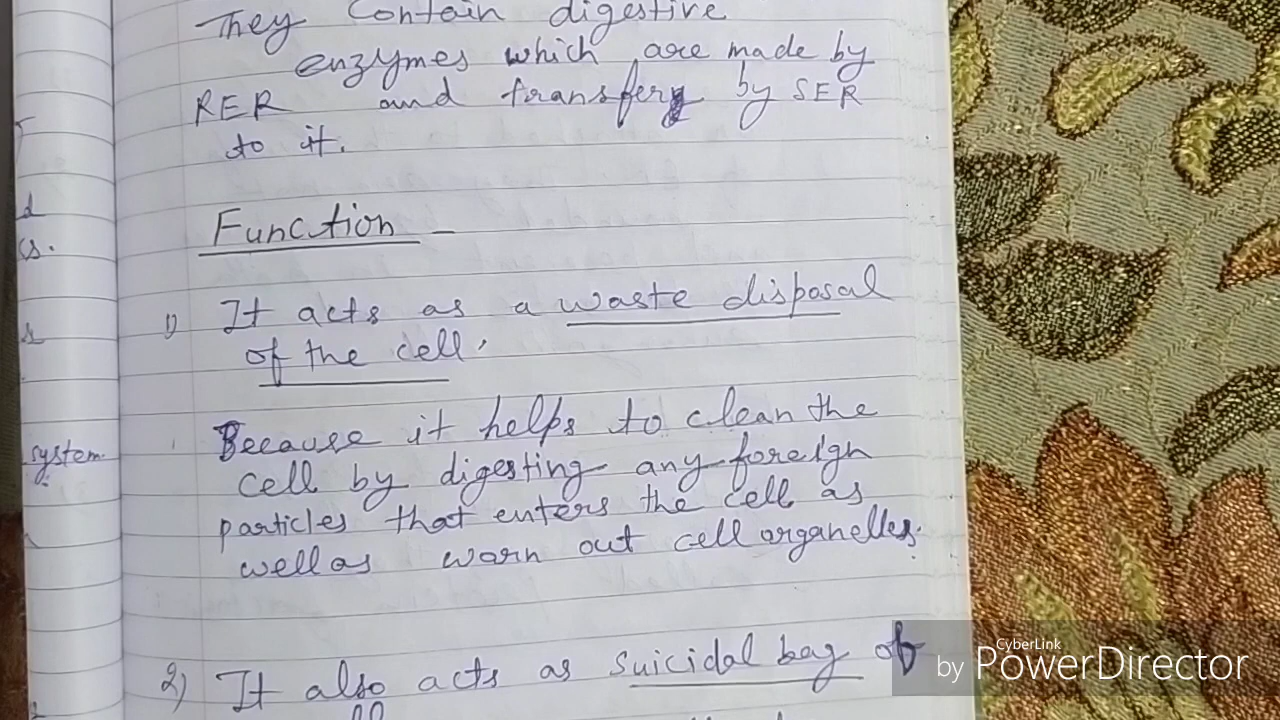 They contain digestive
enzymes which are made by
RER and transfer by SER
to it.
Function -
1) It acts as a waste disposal
of the cell.
Because it helps to clean the
cell by digesting any foreign
particles that enters the cell as
well as warn out cell organelles.
system.
2) It also acts as suicidal bag of
CyberLink
by PowerDirector